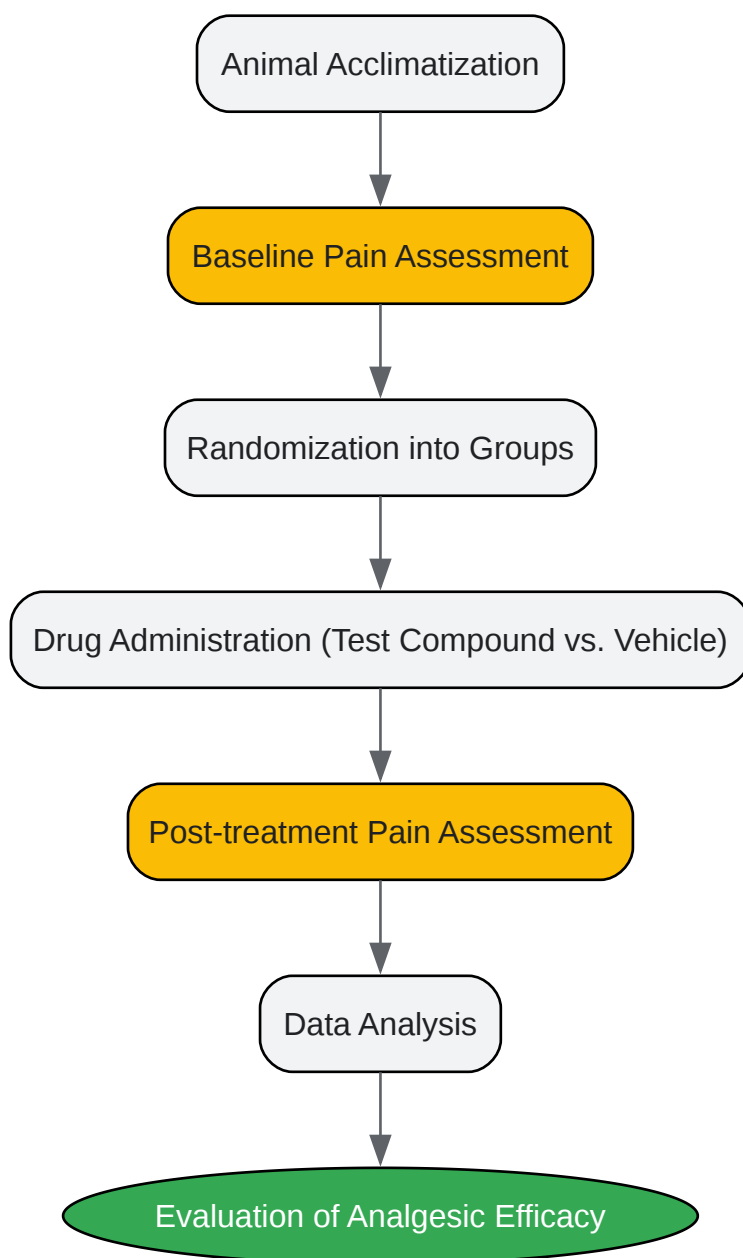 Animal Acclimatization
Baseline Pain Assessment
Randomization into Groups
Drug Administration (Test Compound vs. Vehicle)
Post-treatment Pain Assessment
Data Analysis
Evaluation of Analgesic Efficacy